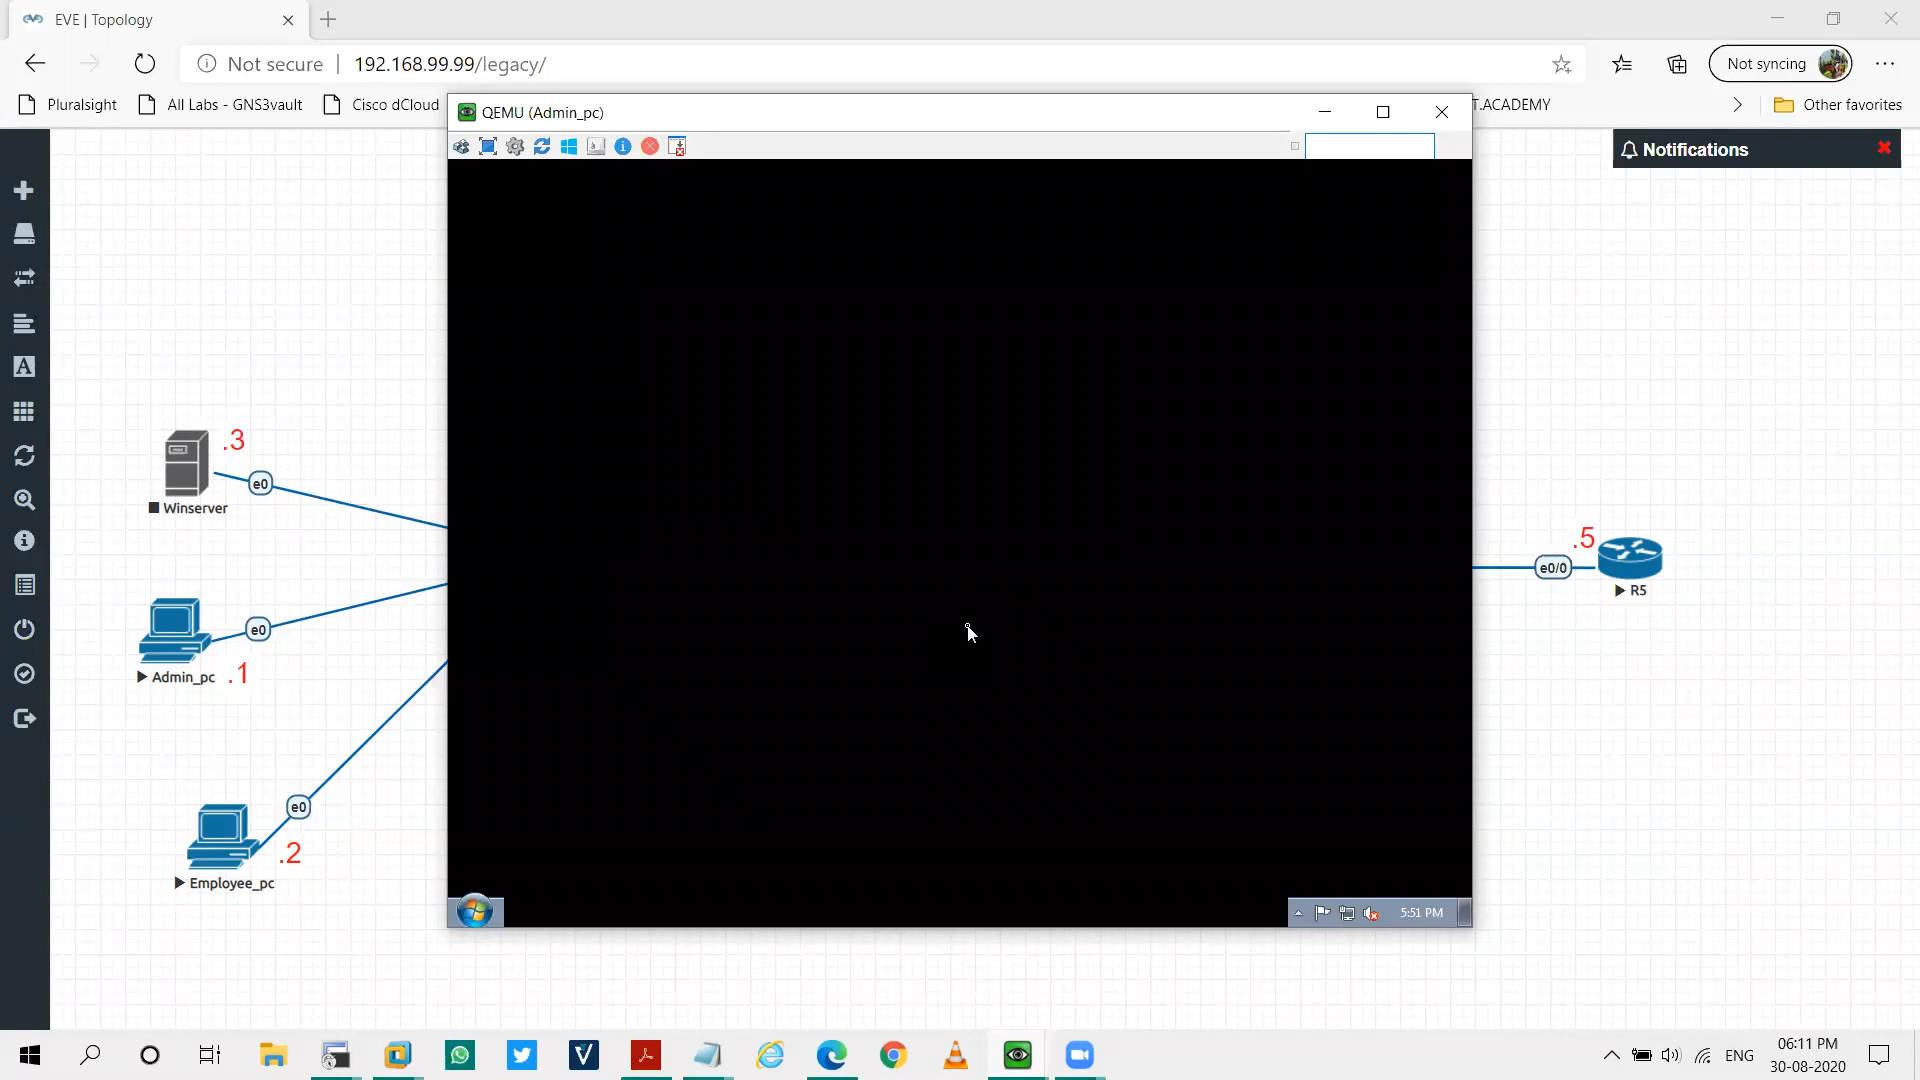 EVE | Topology
Not secure | 192.168.99.99/legacy/
Not syncing
Pluralsight
All Labs - GNS3vault
Cisco dCloud
T.ACADEMY
Other favorites
QEMU (Admin_pc)
Notifications
.3
e0
Winserver
.5
e0/0
R5
e0
Admin_pc
.1
e0
.2
Employee_pc
5:51 PM
ENG
06:11 PM
30-08-2020